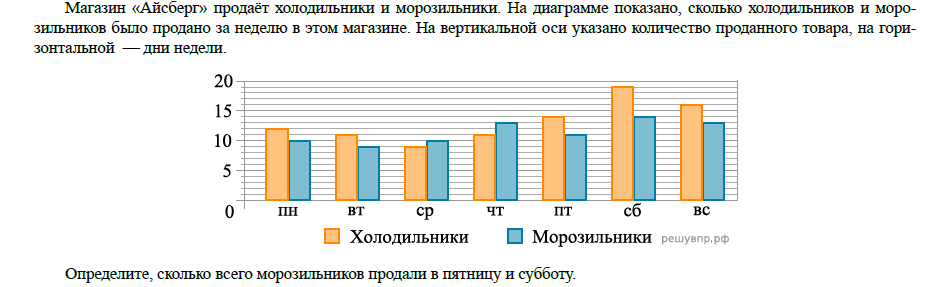 Магазин «Айсберг» продаёт холодильники и морозильники. На диаграмме показано, сколько холодильников и моро-
зильников было продано за неделю в этом магазине. На вертикальной оси указано количество проданного товара, на гори-
зонтальной — дни недели.
20
15
10
5
0
пн вт ср чт пт сб вс
Холодильники Морозильники решувпр.рф
Определите, сколько всего морозильников продали в пятницу и субботу.